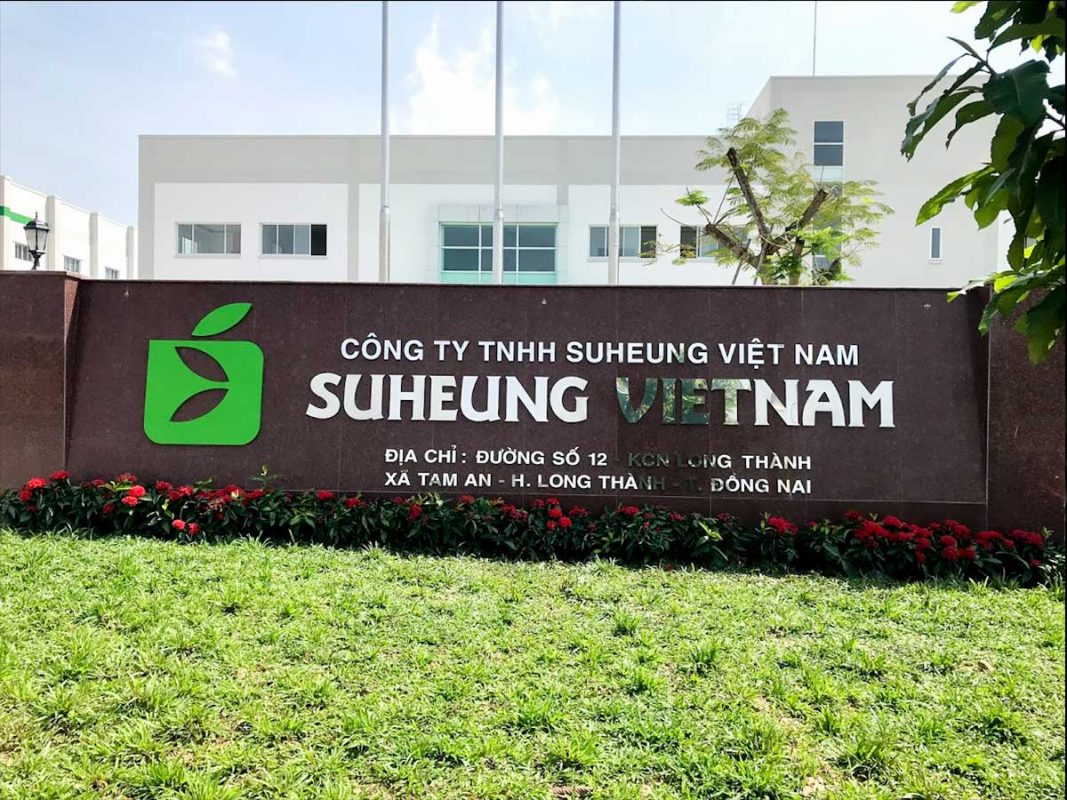 CÔNG TY TNHH SUHEUNG VIỆT NAM
SUHEUNG VIETNAM
ĐỊA CHỈ : ĐƯỜNG SỐ 12 - KCN LONG THÀNH
XÃ TAM AN - H. LONG THÀNH - T. ĐỒNG NAI